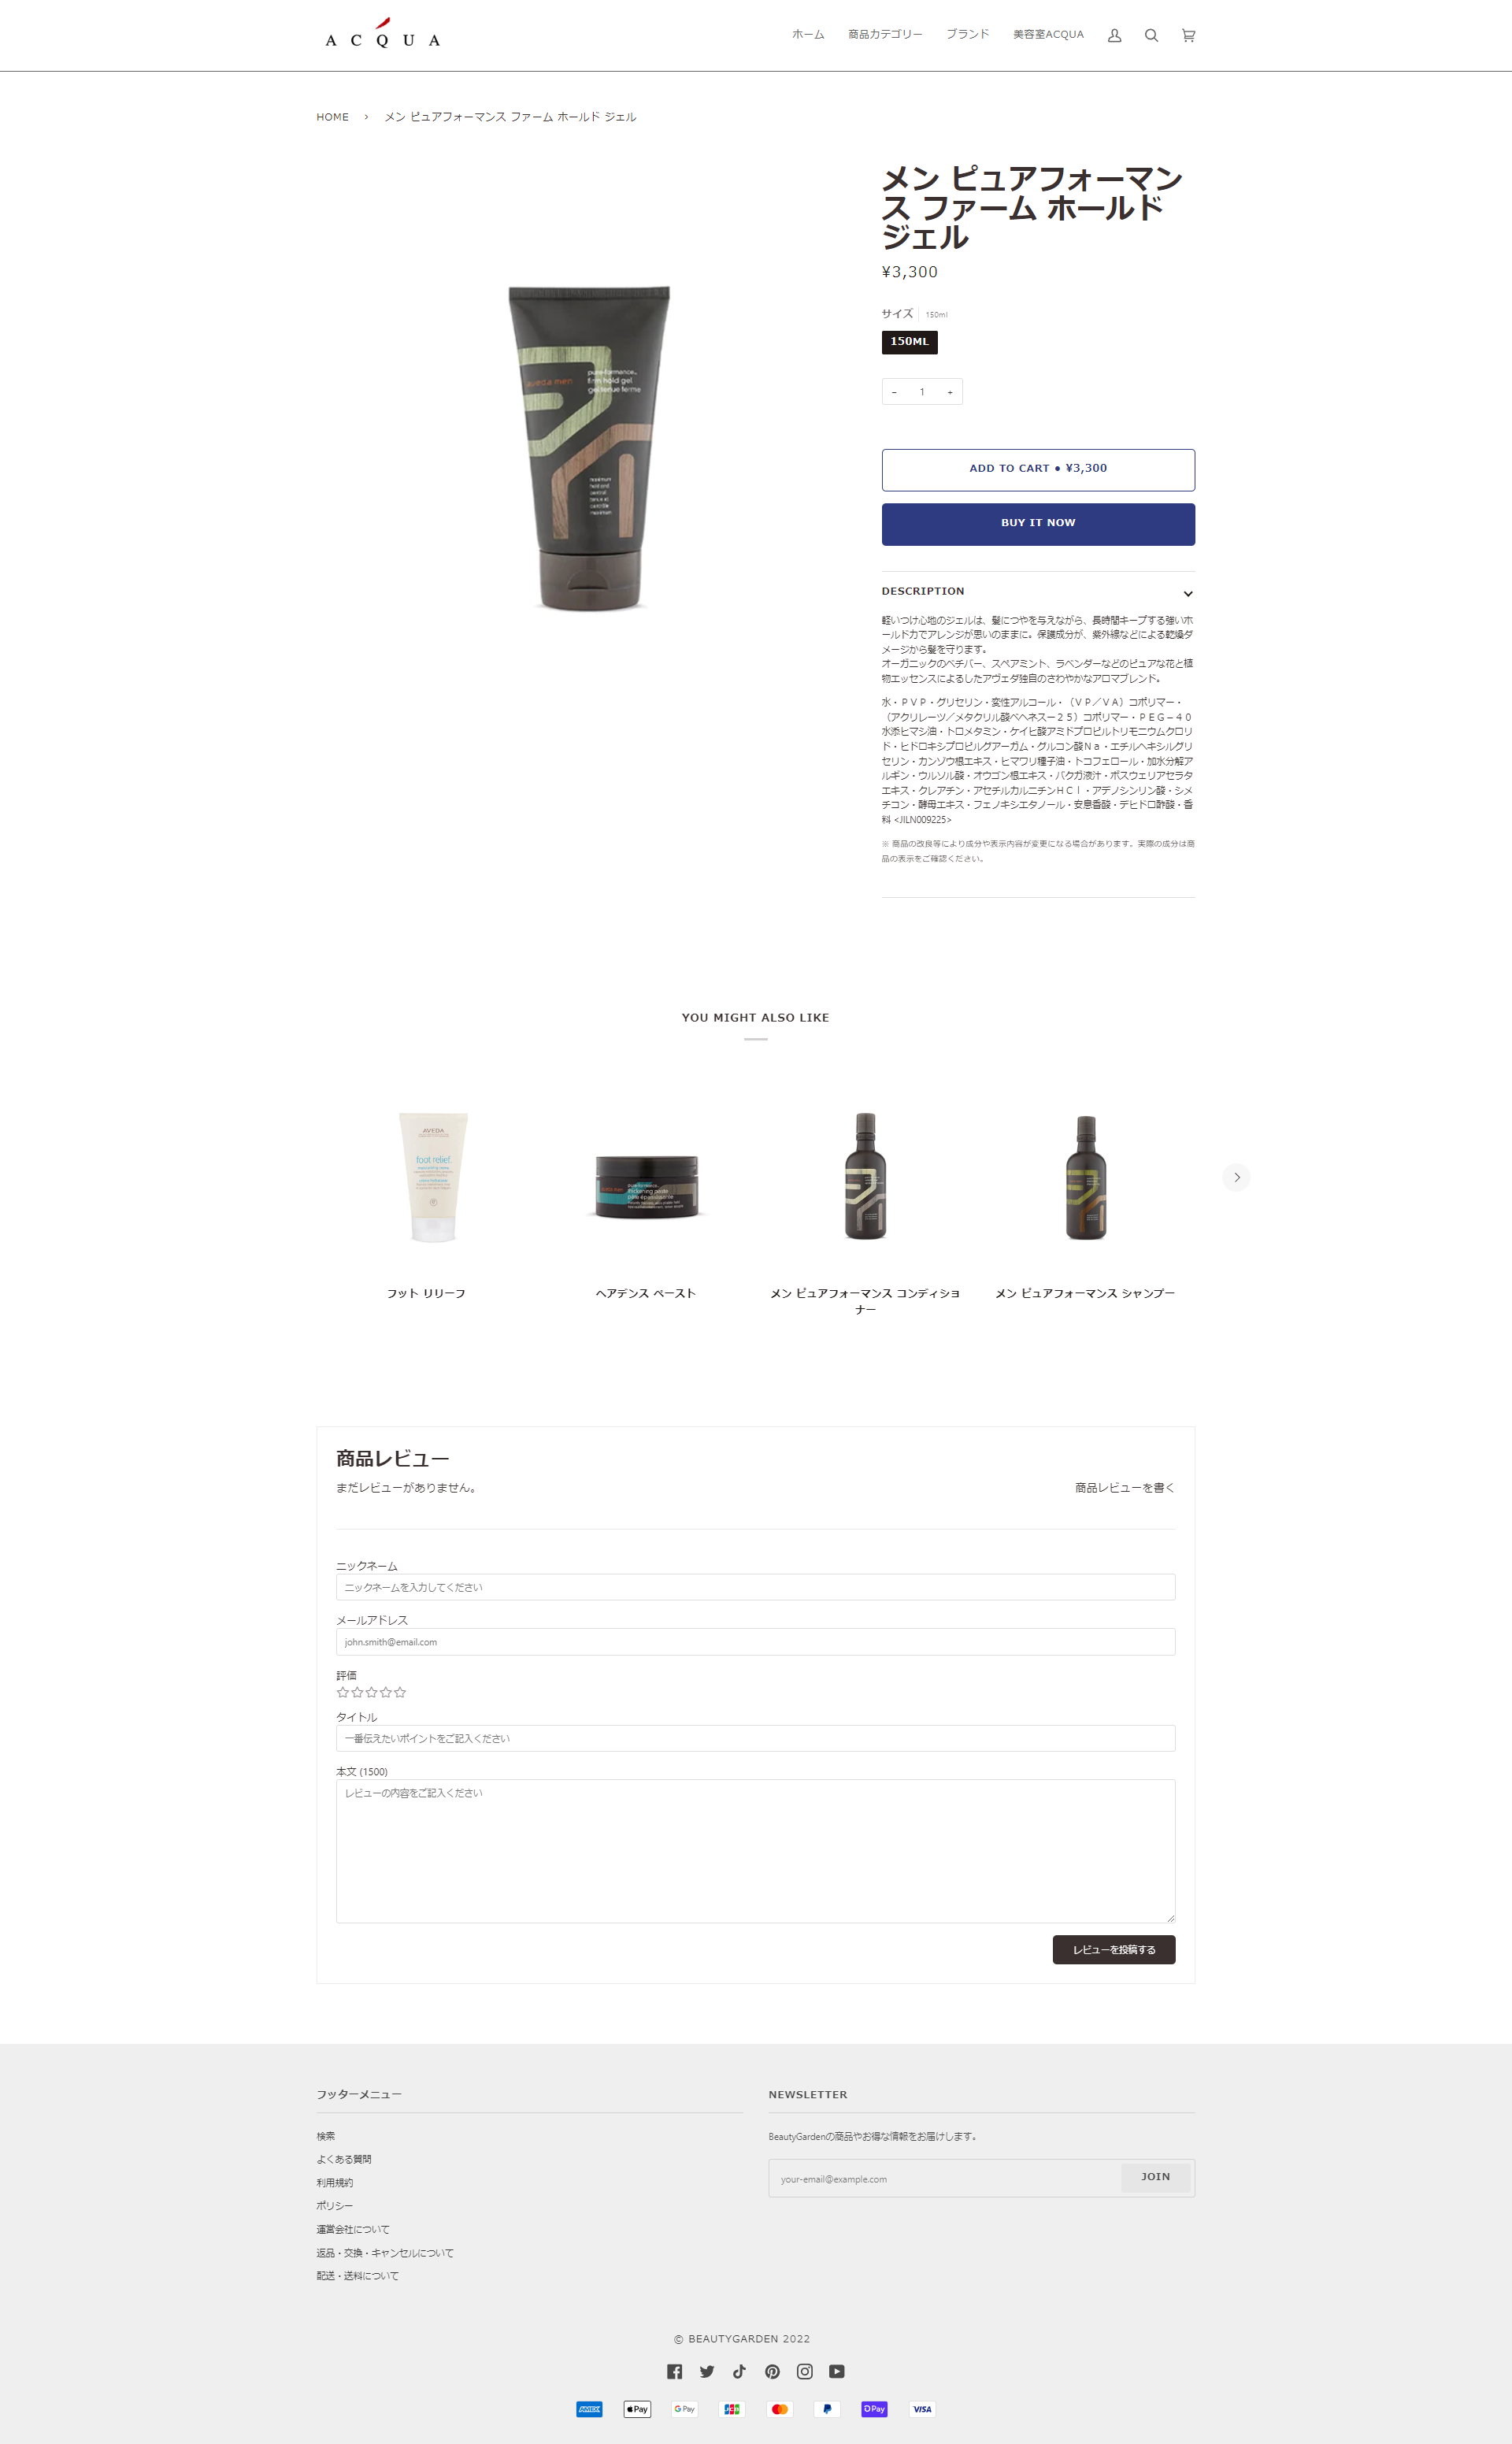 ACQUA
ホーム 商品カテゴリー ブランド 美容室ACQUA
HOME › メン ピュアフォーマンス ファーム ホールド ジェル
メン ピュアフォーマン
ス ファーム ホールド
ジェル
¥3,300
サイズ 150ml
150ML
− 1 +
ADD TO CART • ¥3,300
BUY IT NOW
aveda men
pure-formance™
firm hold gel
gel tenue ferme
maximum
hold and
control
tenue et
contrôle
maximum
DESCRIPTION
軽いつけ心地のジェルは、髪につやを与えながら、長時間キープする強いホ
ールド力でアレンジが思いのままに。保護成分が、紫外線などによる乾燥ダ
メージから髪を守ります。
オーガニックのベチバー、スペアミント、ラベンダーなどのピュアな花と植
物エッセンスによるしたアヴェダ独自のさわやかなアロマブレンド。
水・ＰＶＰ・グリセリン・変性アルコール・（ＶＰ／ＶＡ）コポリマー・
（アクリレーツ／メタクリル酸ベヘネス－２５）コポリマー・ＰＥＧ－４０
水添ヒマシ油・トロメタミン・ケイヒ酸アミドプロピルトリモニウムクロリ
ド・ヒドロキシプロピルグアーガム・グルコン酸Ｎａ・エチルヘキシルグリ
セリン・カンゾウ根エキス・ヒマワリ種子油・トコフェロール・加水分解ア
ルギン・ウルソル酸・オウゴン根エキス・バクガ液汁・ボスウェリアセラタ
エキス・クレアチン・アセチルカルニチンＨＣｌ・アデノシンリン酸・シメ
チコン・酵母エキス・フェノキシエタノール・安息香酸・デヒドロ酢酸・香
料 <JILN009225>
※ 商品の改良等により成分や表示内容が変更になる場合があります。実際の成分は商
品の表示をご確認ください。
YOU MIGHT ALSO LIKE
AVEDA
foot relief™
フット リリーフ
ヘアデンス ペースト
メン ピュアフォーマンス コンディショ
ナー
メン ピュアフォーマンス シャンプー
商品レビュー
まだレビューがありません。
商品レビューを書く
ニックネーム
ニックネームを入力してください
メールアドレス
john.smith@email.com
評価
タイトル
一番伝えたいポイントをご記入ください
本文 (1500)
レビューの内容をご記入ください
レビューを投稿する
フッターメニュー
検索
よくある質問
利用規約
ポリシー
運営会社について
返品・交換・キャンセルについて
配送・送料について
NEWSLETTER
BeautyGardenの商品やお得な情報をお届けします。
your-email@example.com
JOIN
© BEAUTYGARDEN 2022
AMEX Pay G Pay JCB Pay VISA